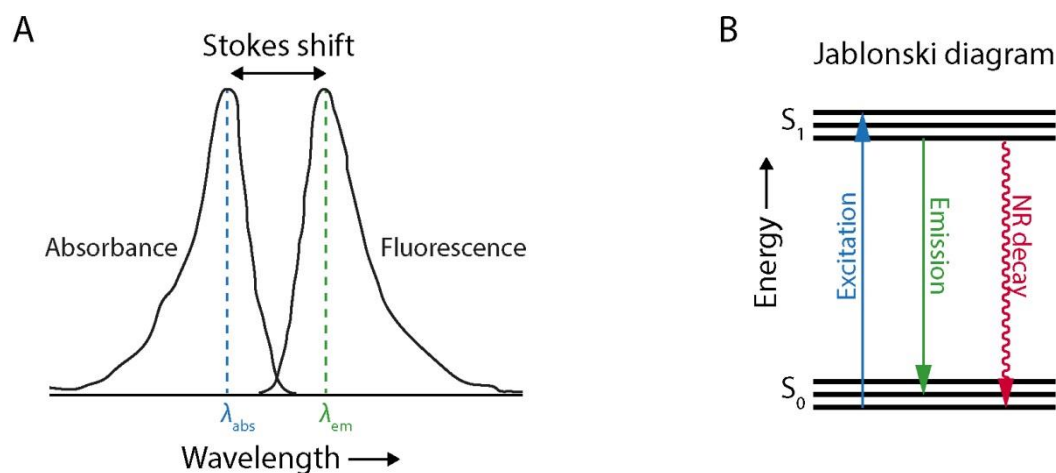 A
Stokes shift
Absorbance
Fluorescence
λabs
λem
Wavelength
B
Jablonski diagram
S1
Energy
Excitation
Emission
NR decay
S0